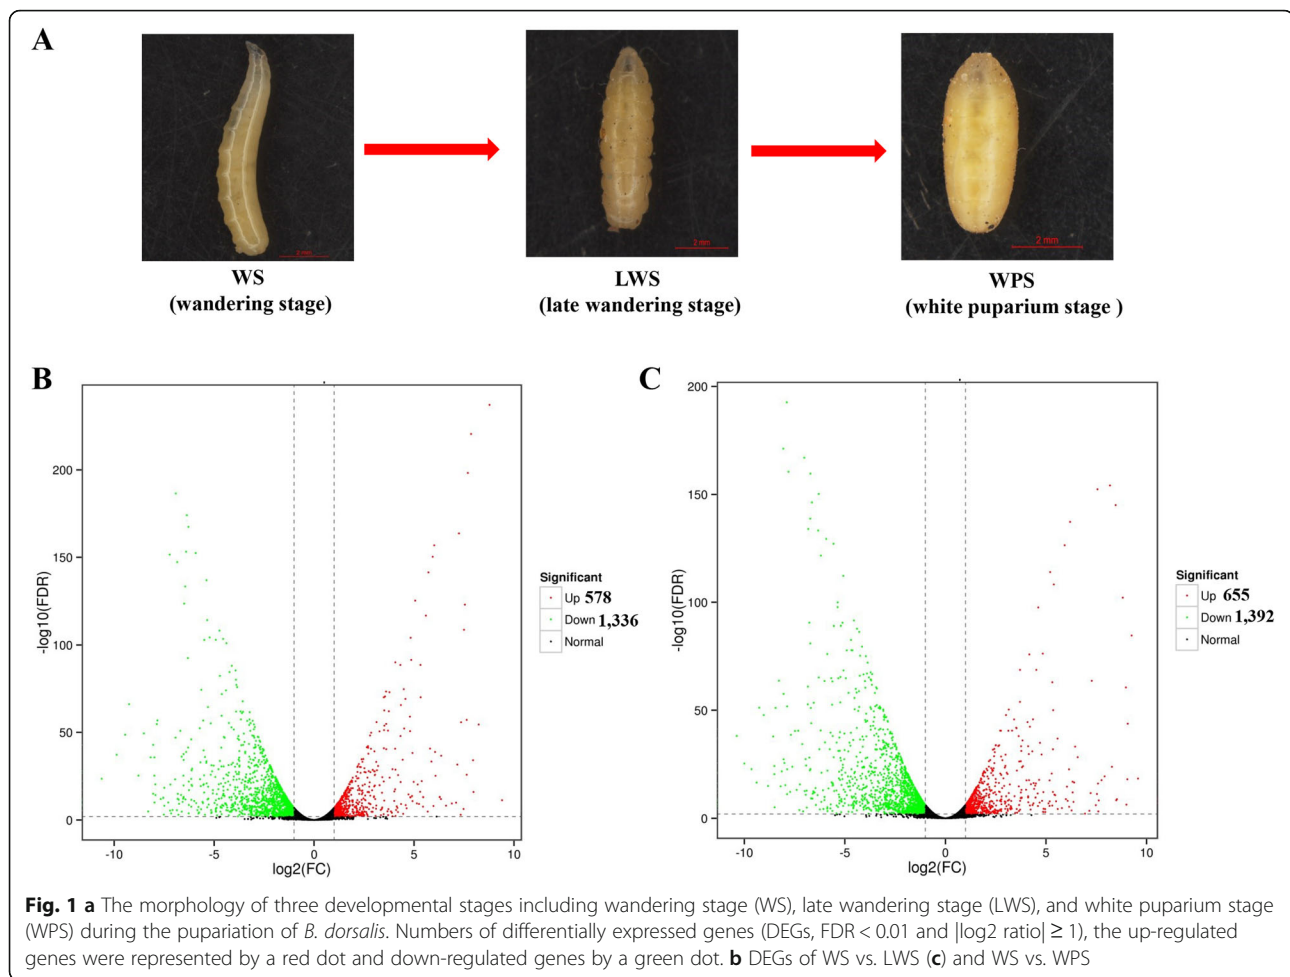 A
2 mm
2 mm
2 mm
WS
(wandering stage)
LWS
(late wandering stage)
WPS
(white puparium stage )
B
-log10(FDR)
200
150
100
50
0
-10 -5 0 5 10
log2(FC)
Significant
Up 578
Down 1,336
Normal
C
-log10(FDR)
200
150
100
50
0
-10 -5 0 5 10
log2(FC)
Significant
Up 655
Down 1,392
Normal
Fig. 1 a The morphology of three developmental stages including wandering stage (WS), late wandering stage (LWS), and white puparium stage
(WPS) during the pupariation of B. dorsalis. Numbers of differentially expressed genes (DEGs, FDR < 0.01 and |log2 ratio| ≥ 1), the up-regulated
genes were represented by a red dot and down-regulated genes by a green dot. b DEGs of WS vs. LWS (c) and WS vs. WPS